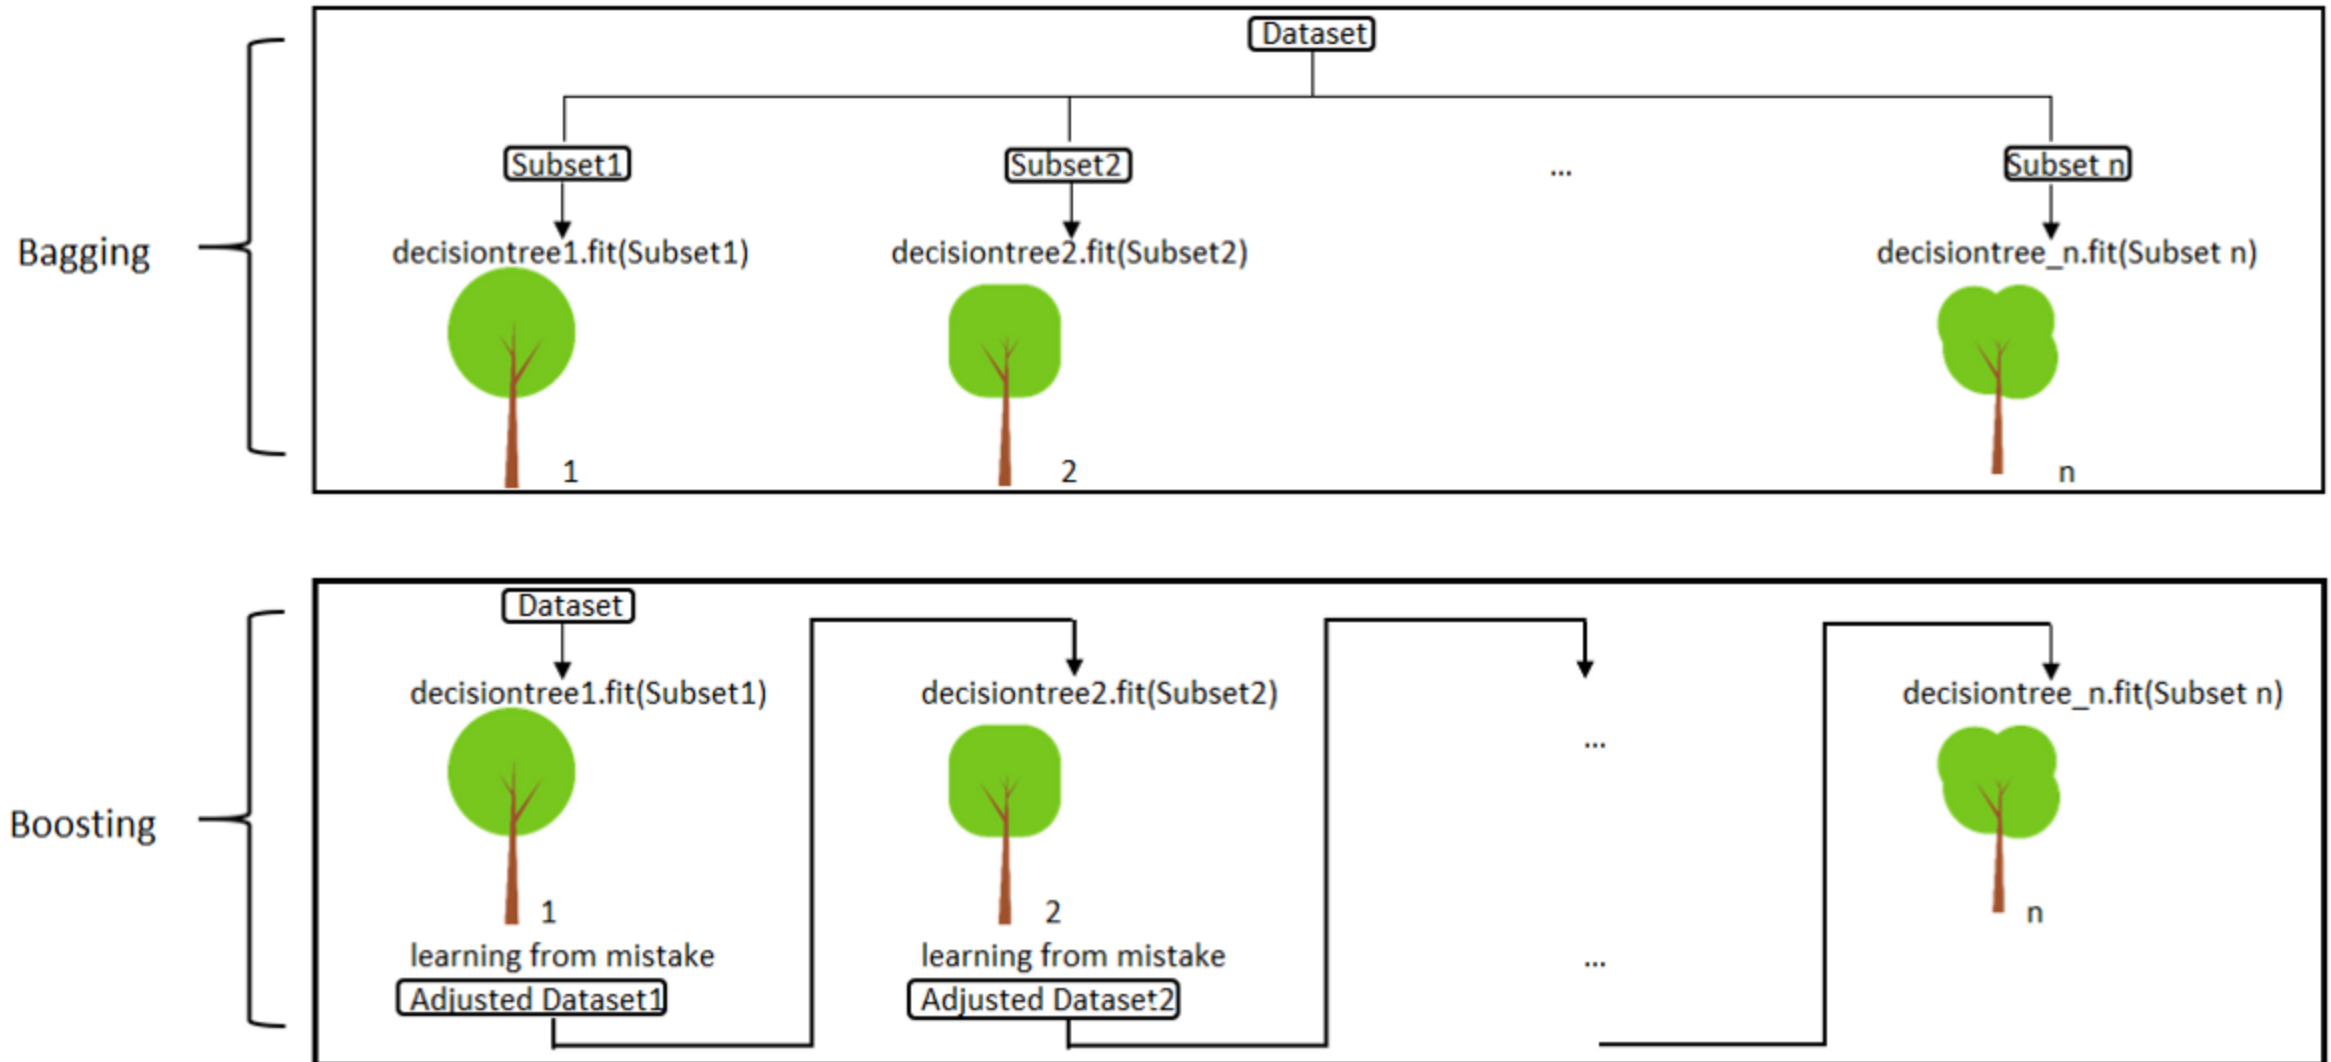 Dataset
Subset1
Subset2
...
Subset n
Bagging
decisiontree1.fit(Subset1)
decisiontree2.fit(Subset2)
decisiontree_n.fit(Subset n)
1
2
n
Dataset
decisiontree1.fit(Subset1)
decisiontree2.fit(Subset2)
decisiontree_n.fit(Subset n)
...
Boosting
1
2
n
learning from mistake
learning from mistake
...
Adjusted Dataset1
Adjusted Dataset2